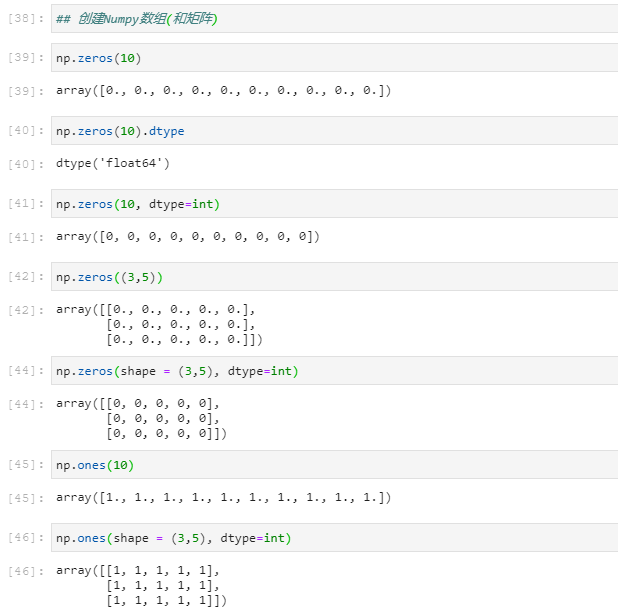 [38]: ## 创建Numpy数组(和矩阵)
[39]: np.zeros(10)
[39]: array([0., 0., 0., 0., 0., 0., 0., 0., 0., 0.])
[40]: np.zeros(10).dtype
[40]: dtype('float64')
[41]: np.zeros(10, dtype=int)
[41]: array([0, 0, 0, 0, 0, 0, 0, 0, 0, 0])
[42]: np.zeros((3,5))
[42]: array([[0., 0., 0., 0., 0.],
[0., 0., 0., 0., 0.],
[0., 0., 0., 0., 0.]])
[44]: np.zeros(shape = (3,5), dtype=int)
[44]: array([[0, 0, 0, 0, 0],
[0, 0, 0, 0, 0],
[0, 0, 0, 0, 0]])
[45]: np.ones(10)
[45]: array([1., 1., 1., 1., 1., 1., 1., 1., 1., 1.])
[46]: np.ones(shape = (3,5), dtype=int)
[46]: array([[1, 1, 1, 1, 1],
[1, 1, 1, 1, 1],
[1, 1, 1, 1, 1]])